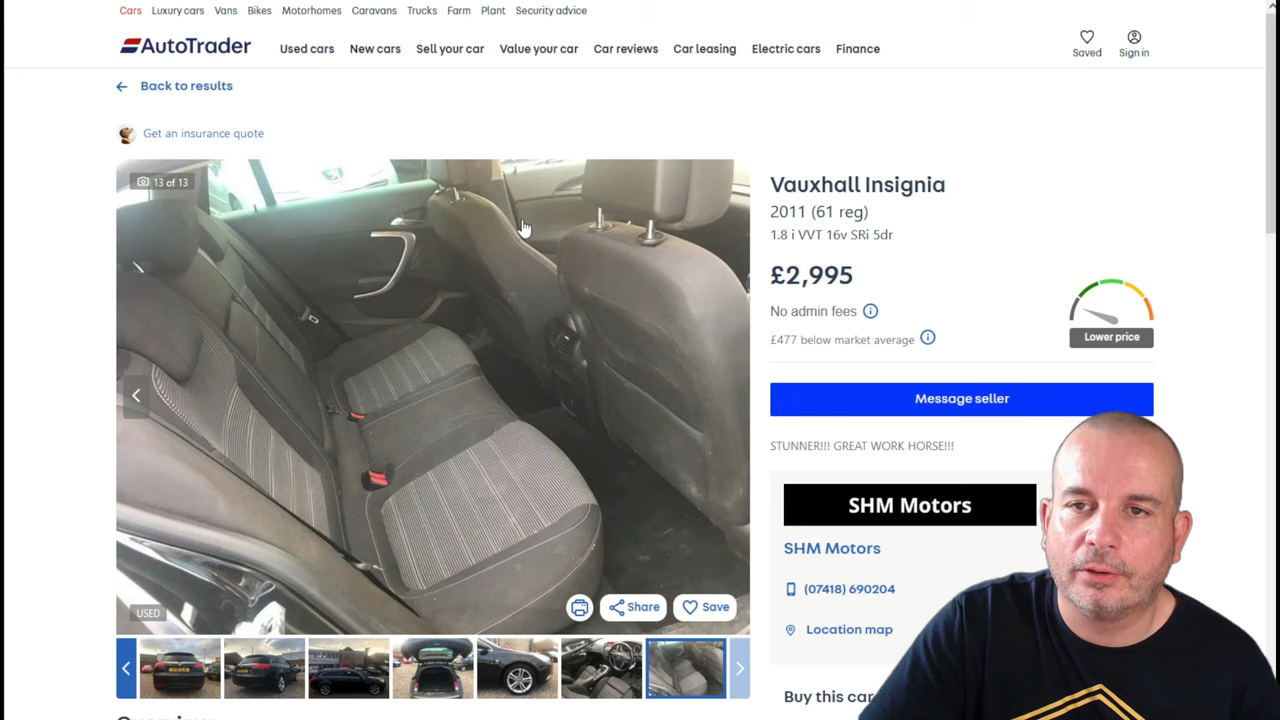 Cars Luxury cars Vans Bikes Motorhomes Caravans Trucks Farm Plant Security advice
AutoTrader
Used cars New cars Sell your car Value your car Car reviews Car leasing Electric cars Finance
Saved Sign in
Back to results
Get an insurance quote
13 of 13
Vauxhall Insignia
2011 (61 reg)
1.8 i VVT 16v SRi 5dr
£2,995
No admin fees
£477 below market average
Lower price
Message seller
STUNNER!!! GREAT WORK HORSE!!!
SHM Motors
SHM Motors
(07418) 690204
Location map
USED
Share
Save
Buy this car